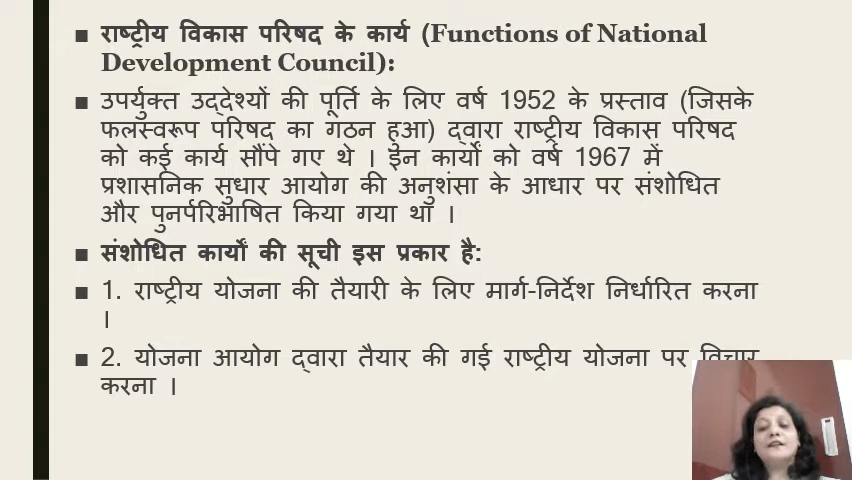 राष्ट्रीय विकास परिषद के कार्य (Functions of National
Development Council):
उपर्युक्त उद्देश्यों की पूर्ति के लिए वर्ष 1952 के प्रस्ताव (जिसके
फलस्वरूप परिषद का गठन हुआ) द्वारा राष्ट्रीय विकास परिषद
को कई कार्य सौंपे गए थे ।​ इन कार्यों को वर्ष 1967 में
प्रशासनिक सुधार आयोग की अनुशंसा के आधार पर संशोधित
और पुनर्परिभाषित किया गया था ।
संशोधित कार्यों की सूची इस प्रकार है:
1. राष्ट्रीय योजना की तैयारी के लिए मार्ग-निर्देश निर्धारित करना
।
2. योजना आयोग द्वारा तैयार की गई राष्ट्रीय योजना पर विचार
करना ।